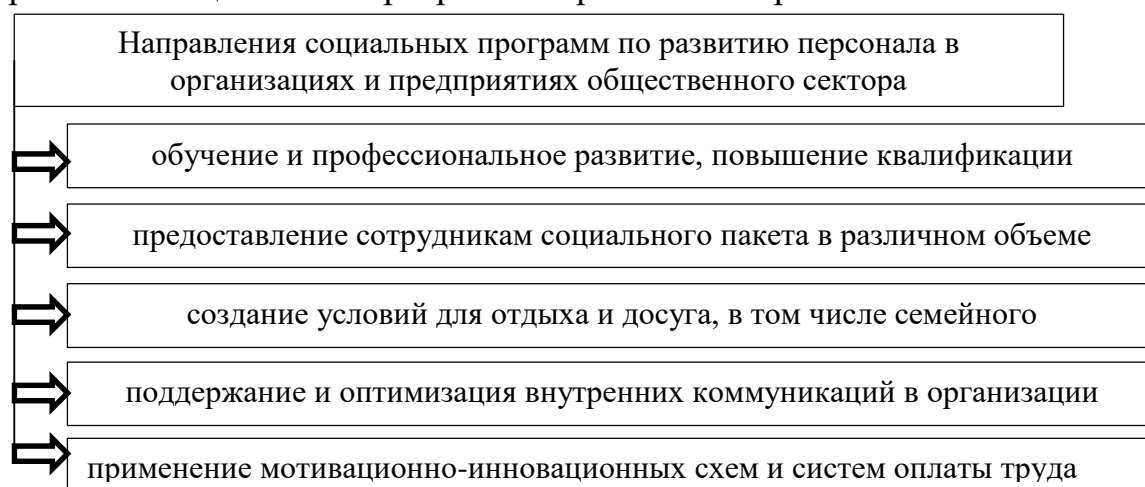 Направления социальных программ по развитию персонала в
организациях и предприятиях общественного сектора
обучение и профессиональное развитие, повышение квалификации
предоставление сотрудникам социального пакета в различном объеме
создание условий для отдыха и досуга, в том числе семейного
поддержание и оптимизация внутренних коммуникаций в организации
применение мотивационно-инновационных схем и систем оплаты труда